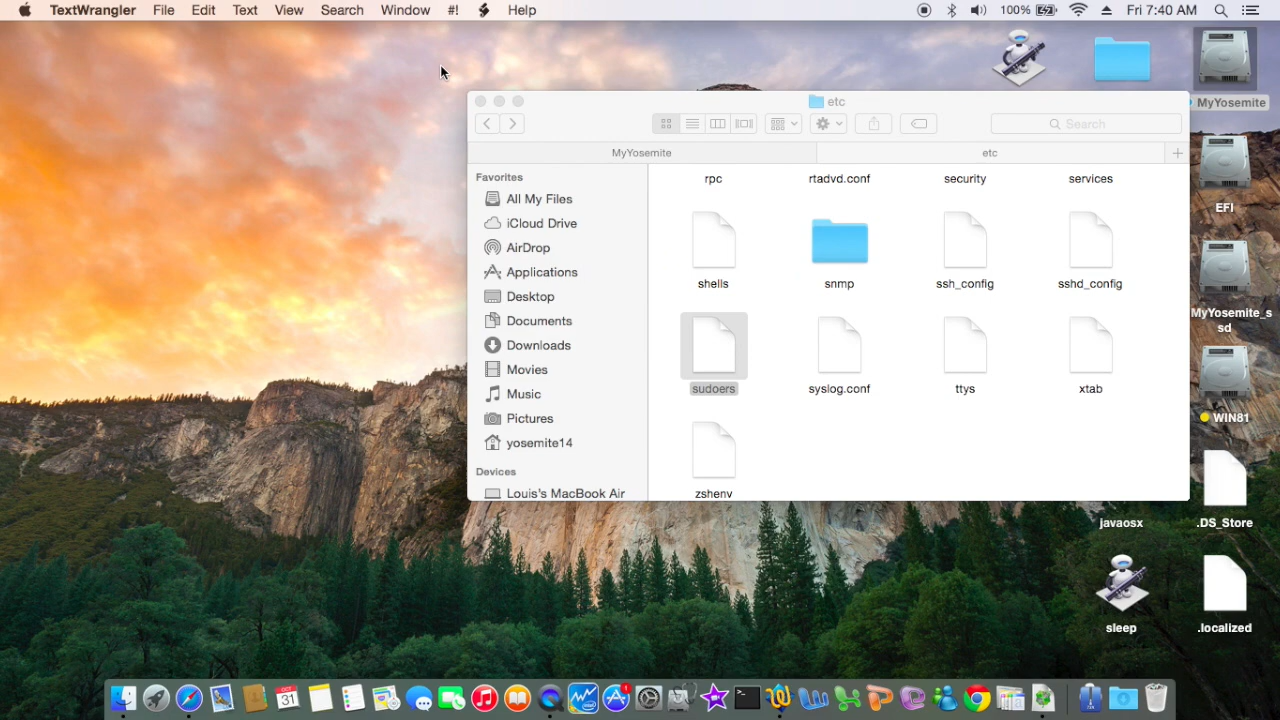 TextWrangler File Edit Text View Search Window #! Help 100% Fri 7:40 AM
MyYosemite
etc
Search
MyYosemite etc +
Favorites
All My Files
iCloud Drive
AirDrop
Applications
Desktop
Documents
Downloads
Movies
Music
Pictures
yosemite14
Devices
Louis's MacBook Air
rpc rtadvd.conf security services
shells snmp ssh_config sshd_config
sudoers syslog.conf ttys xtab
zshenv
EFI
MyYosemite_s
sd
WIN81
javaosx .DS_Store
sleep .localized
OCT
31